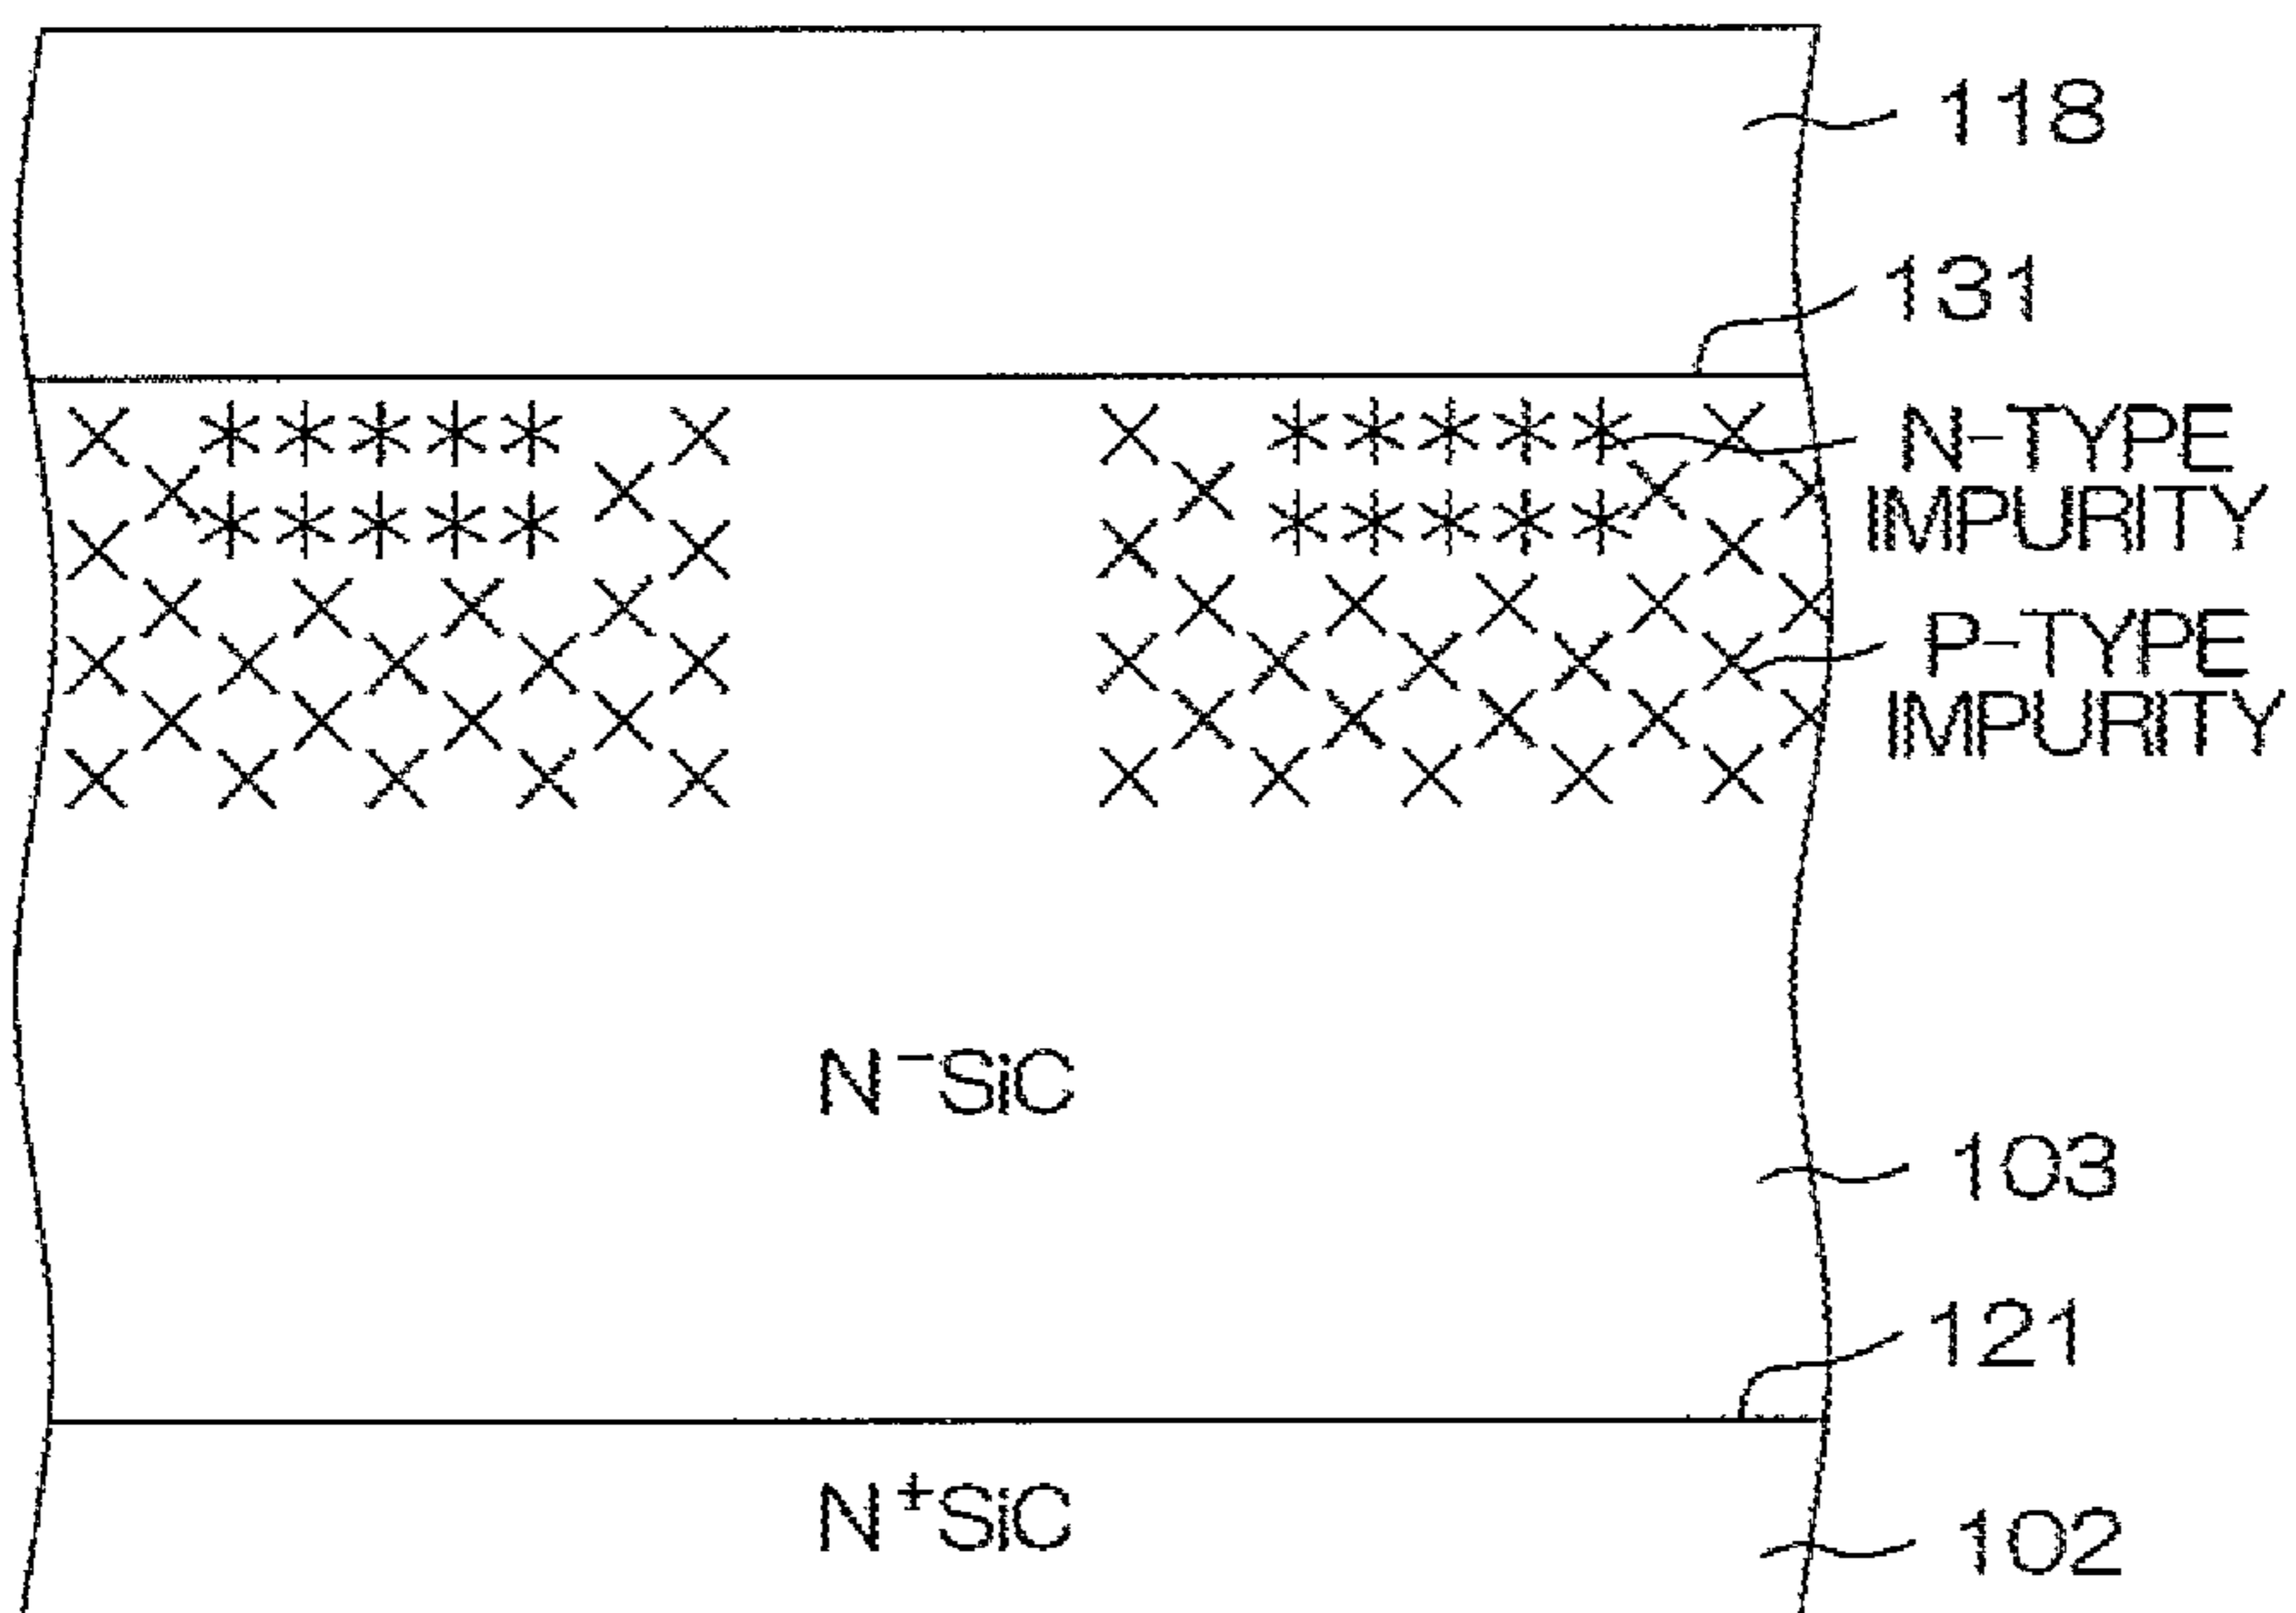 118
131
N-TYPE
IMPURITY
P-TYPE
IMPURITY
N⁻SiC
103
121
N⁺SiC
102